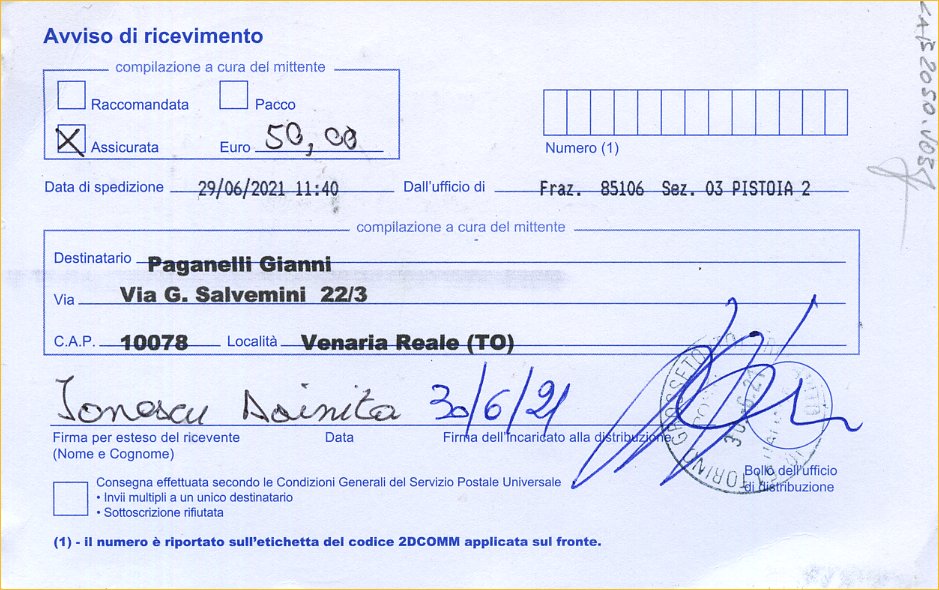 Avviso di ricevimento
compilazione a cura del mittente
Raccomandata Pacco
X Assicurata Euro 50,00
Numero (1)
Data di spedizione 29/06/2021 11:40 Dall'ufficio di Fraz. 85106 Sez. 03 PISTOIA 2
compilazione a cura del mittente
Destinatario Paganelli Gianni
Via Via G. Salvemini 22/3
C.A.P. 10078 Località Venaria Reale (TO)
Ionescu Doinita 30/6/21
Firma per esteso del ricevente Data Firma dell'incaricato alla distribuzione
(Nome e Cognome)
TORINO GROSSETO
Bollo dell'ufficio
di distribuzione
Consegna effettuata secondo le Condizioni Generali del Servizio Postale Universale
• Invii multipli a un unico destinatario
• Sottoscrizione rifiutata
(1) - il numero è riportato sull'etichetta del codice 2DCOMM applicata sul fronte.